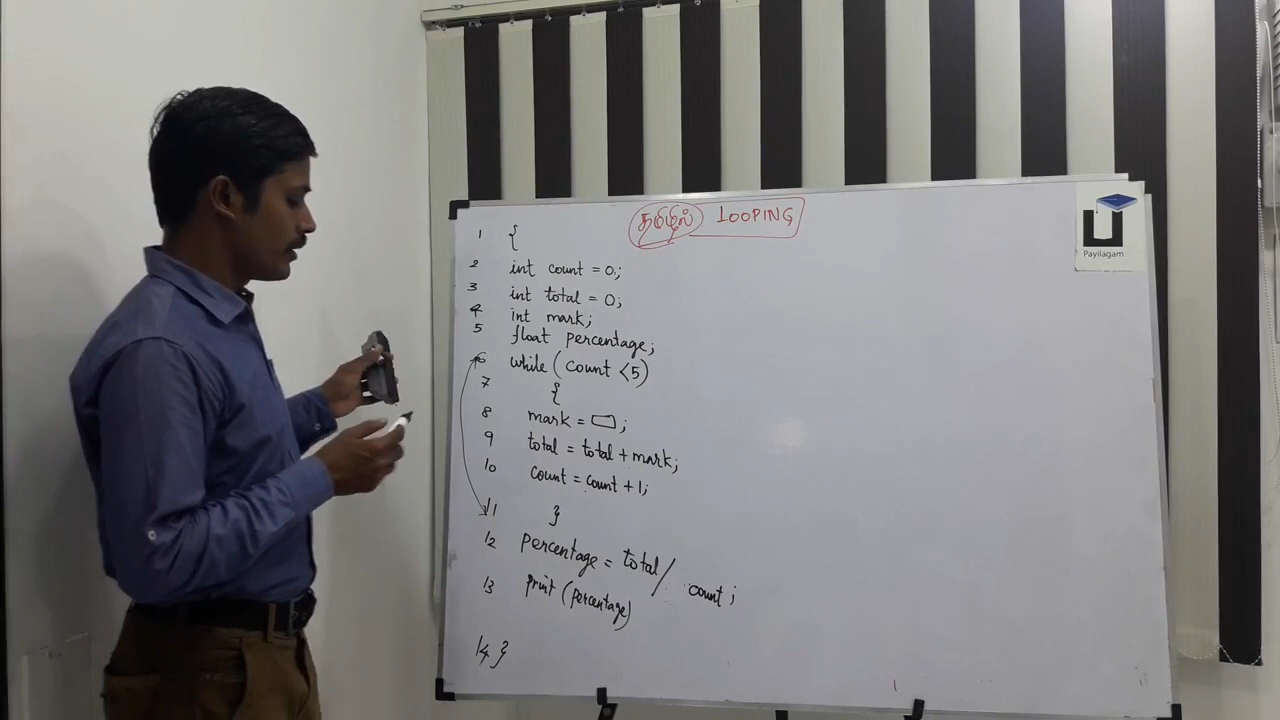 தமிழில் LOOPING
Payilagam
1 {
2 int count = 0;
3 int total = 0;
4 int mark;
5 float percentage;
6 while (count <5)
7 {
8 mark = ;
9 total = total + mark;
10 count = count + 1;
11 }
12 percentage = total / count;
13 print (percentage)
14 }